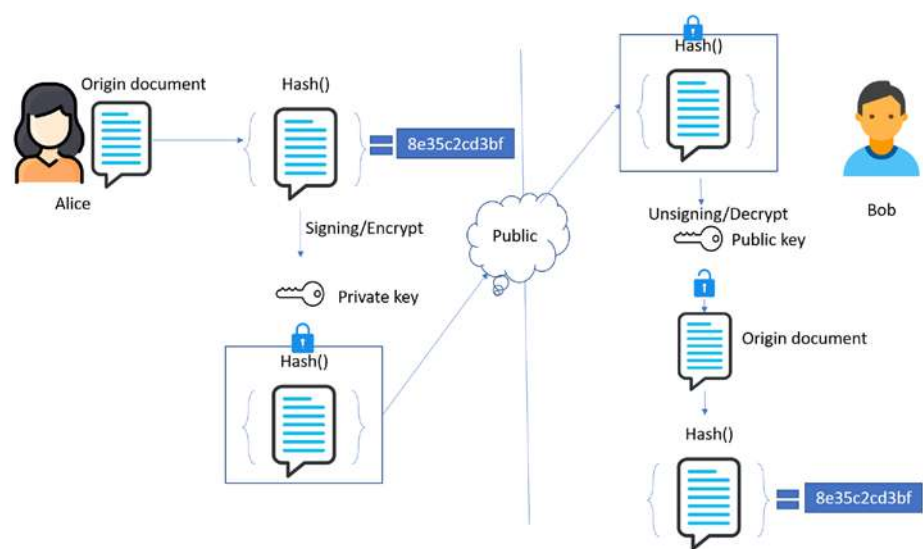 Origin document
Hash()
8e35c2cd3bf
Alice
Signing/Encrypt
Private key
Hash()
Public
Hash()
Unsigning/Decrypt
Public key
Bob
Origin document
Hash()
8e35c2cd3bf